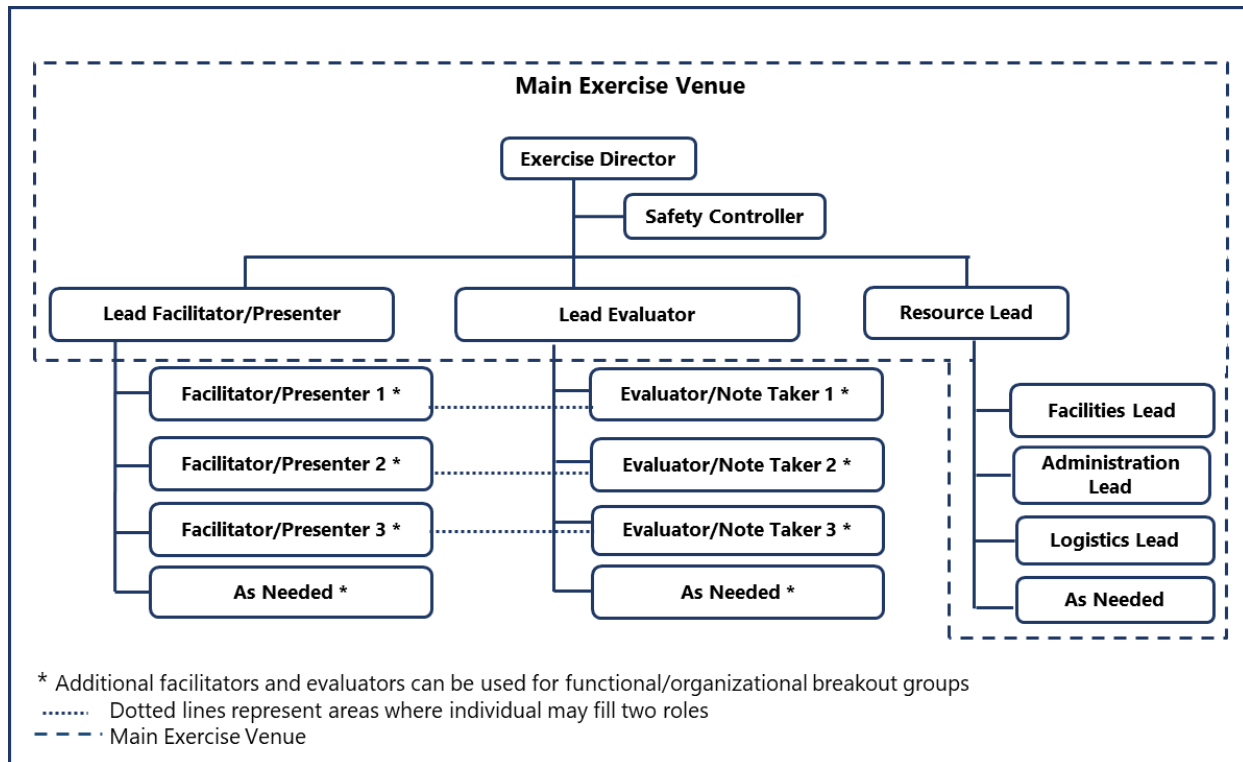 Main Exercise Venue
Exercise Director
Safety Controller
Lead Facilitator/Presenter
Lead Evaluator
Resource Lead
Facilitator/Presenter 1 *
Facilitator/Presenter 2 *
Facilitator/Presenter 3 *
As Needed *
Evaluator/Note Taker 1 *
Evaluator/Note Taker 2 *
Evaluator/Note Taker 3 *
As Needed *
Facilities Lead
Administration
Lead
Logistics Lead
As Needed
* Additional facilitators and evaluators can be used for functional/organizational breakout groups
Dotted lines represent areas where individual may fill two roles
Main Exercise Venue